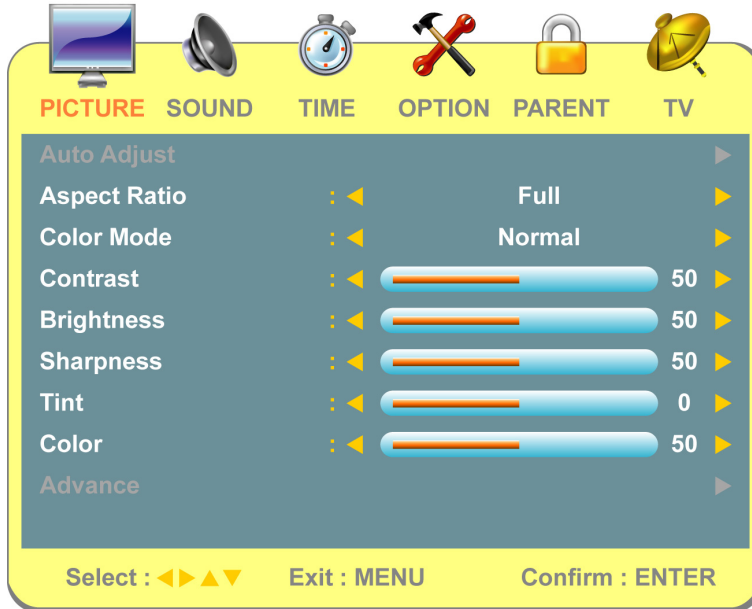 PICTURE SOUND TIME OPTION PARENT TV
Auto Adjust
Aspect Ratio : Full
Color Mode : Normal
Contrast : 50
Brightness : 50
Sharpness : 50
Tint : 0
Color : 50
Advance
Select : Exit : MENU Confirm : ENTER